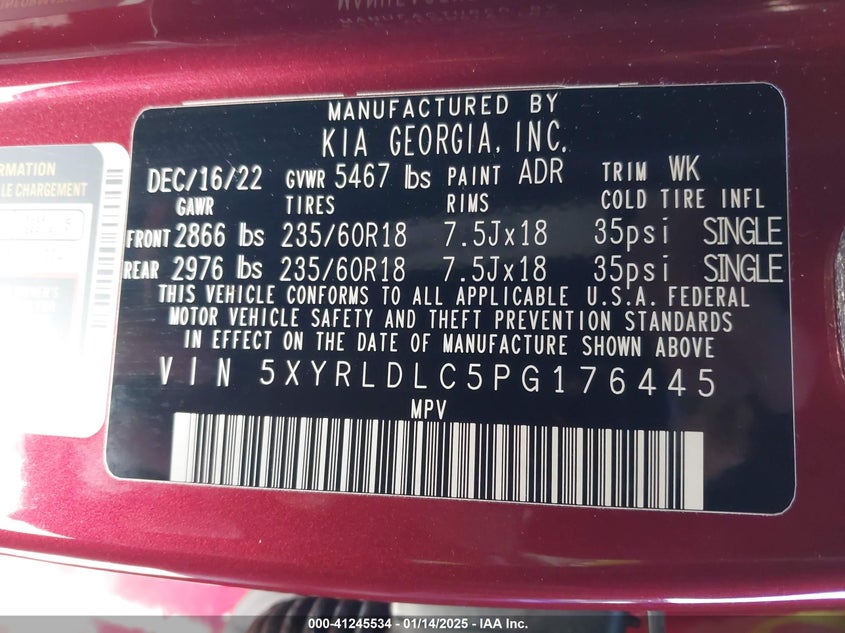 MANUFACTURED BY
KIA GEORGIA, INC.
DEC/16/22 GVWR 5467 lbs PAINT ADR TRIM WK
GAWR TIRES RIMS COLD TIRE INFL
FRONT 2866 lbs 235/60R18 7.5Jx18 35psi SINGLE
REAR 2976 lbs 235/60R18 7.5Jx18 35psi SINGLE
THIS VEHICLE CONFORMS TO ALL APPLICABLE U.S.A. FEDERAL
MOTOR VEHICLE SAFETY AND THEFT PREVENTION STANDARDS
IN EFFECT ON THE DATE OF MANUFACTURE SHOWN ABOVE
VIN 5XYRLDLC5PG176445
MPV
CHARGEMENT
000-41245534 - 01/14/2025 - IAA Inc.